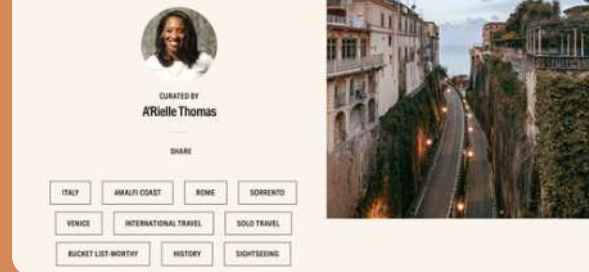 CURATED BY
A'Rielle Thomas
SHARE
ITALY AMALFI COAST ROME SORRENTO
VENICE INTERNATIONAL TRAVEL SOLO TRAVEL
BUCKET LIST-WORTHY HISTORY SIGHTSEEING